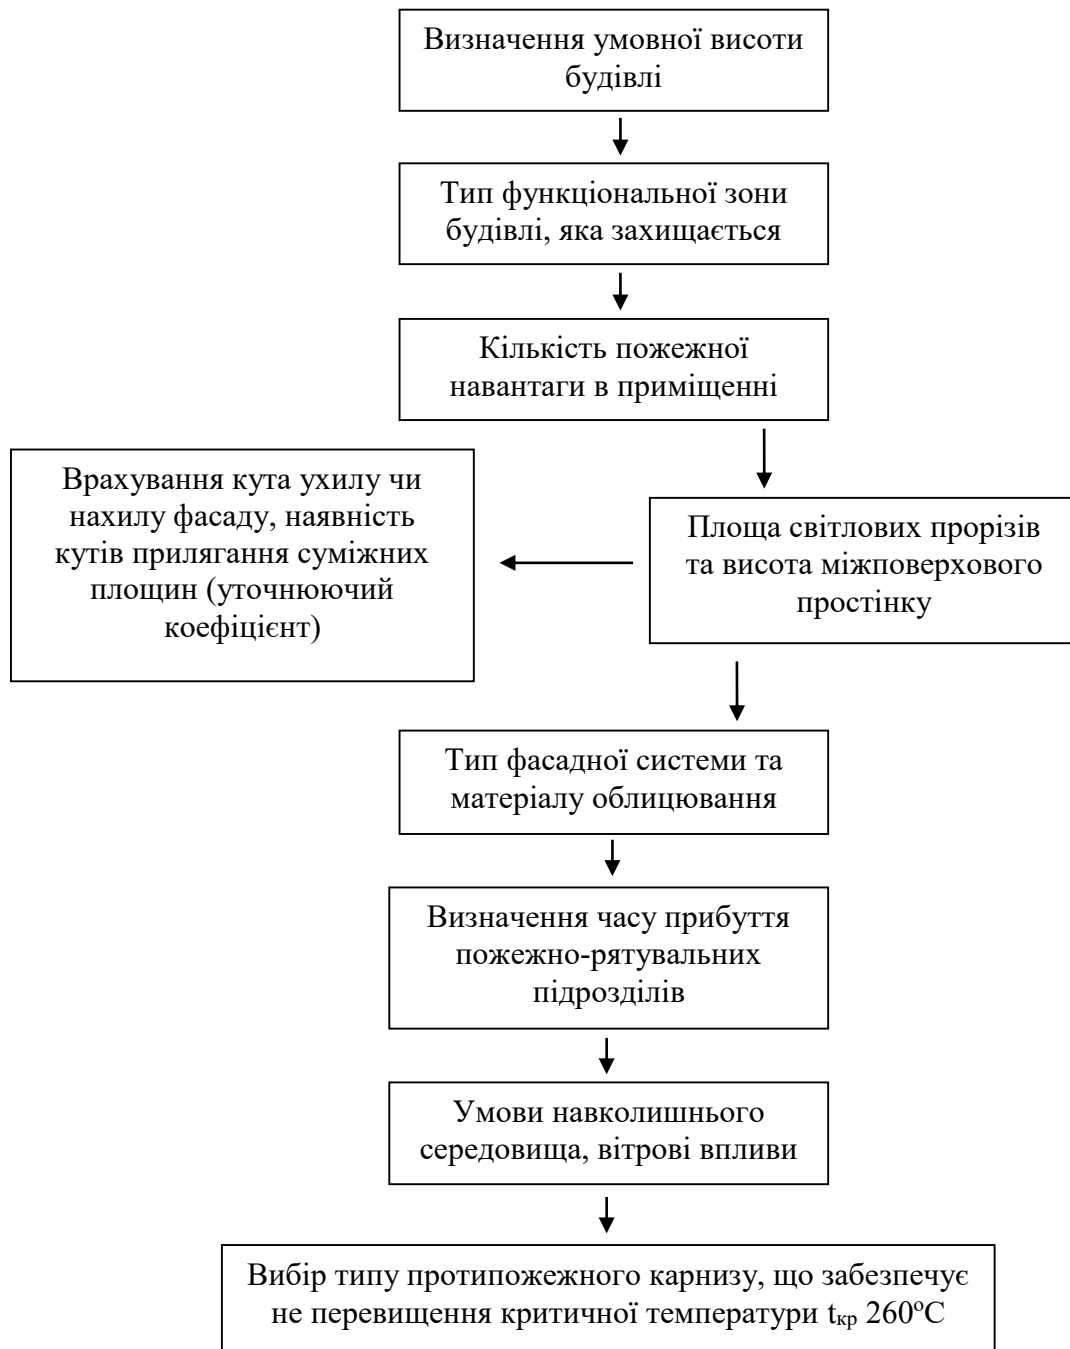 Визначення умовної висоти
будівлі
Тип функціональної зони
будівлі, яка захищається
Кількість пожежної
навантаги в приміщенні
Врахування кута ухилу чи
нахилу фасаду, наявність
кутів прилягання суміжних
площин (уточнюючий
коефіцієнт)
Площа світлових прорізів
та висота міжповерхового
простінку
Тип фасадної системи та
матеріалу облицювання
Визначення часу прибуття
пожежно-рятувальних
підрозділів
Умови навколишнього
середовища, вітрові впливи
Вибір типу протипожежного карнизу, що забезпечує
не перевищення критичної температури tкр 260ºС